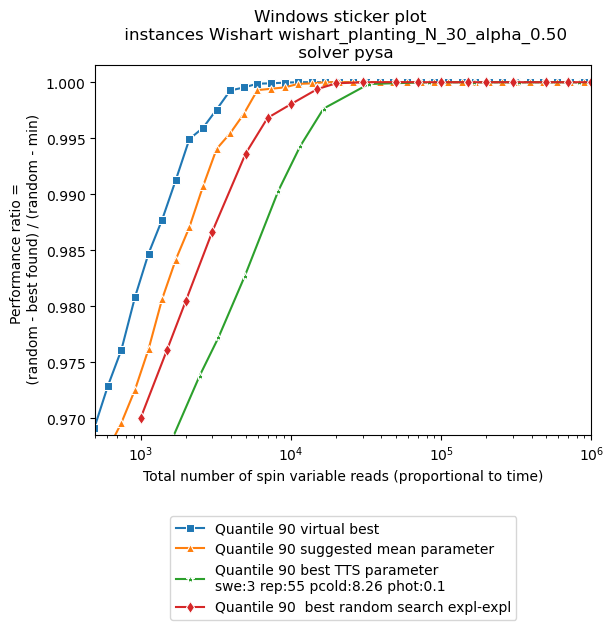 Windows sticker plot
instances Wishart wishart_planting_N_30_alpha_0.50
solver pysa
Performance ratio =
(random - best found) / (random - min)
1.000
0.995
0.990
0.985
0.980
0.975
0.970
10³
10⁴
10⁵
10⁶
Total number of spin variable reads (proportional to time)
Quantile 90 virtual best
Quantile 90 suggested mean parameter
Quantile 90 best TTS parameter
swe:3 rep:55 pcold:8.26 phot:0.1
Quantile 90  best random search expl-expl